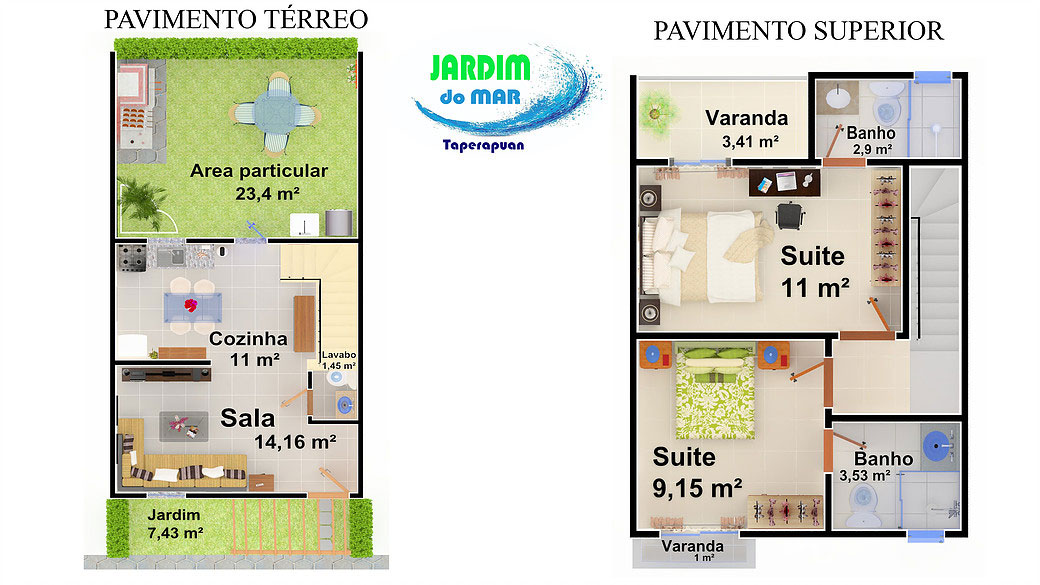 PAVIMENTO TÉRREO
Area particular
23,4 m²
Cozinha
11 m²
Lavabo
1,45 m²
Sala
14,16 m²
Jardim
7,43 m²
JARDIM
do MAR
Taperapuan
PAVIMENTO SUPERIOR
Varanda
3,41 m²
Banho
2,9 m²
Suite
11 m²
Suite
9,15 m²
Banho
3,53 m²
Varanda
1 m²